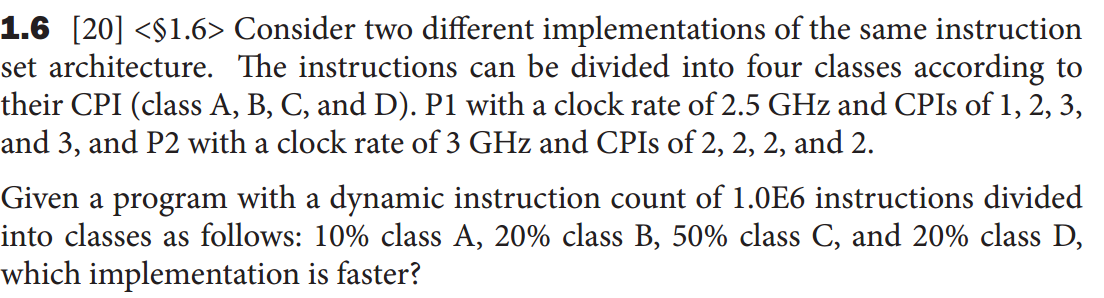 1.6 [20] <§1.6> Consider two different implementations of the same instruction
set architecture. The instructions can be divided into four classes according to
their CPI (class A, B, C, and D). P1 with a clock rate of 2.5 GHz and CPIs of 1, 2, 3,
and 3, and P2 with a clock rate of 3 GHz and CPIs of 2, 2, 2, and 2.
Given a program with a dynamic instruction count of 1.0E6 instructions divided
into classes as follows: 10% class A, 20% class B, 50% class C, and 20% class D,
which implementation is faster?